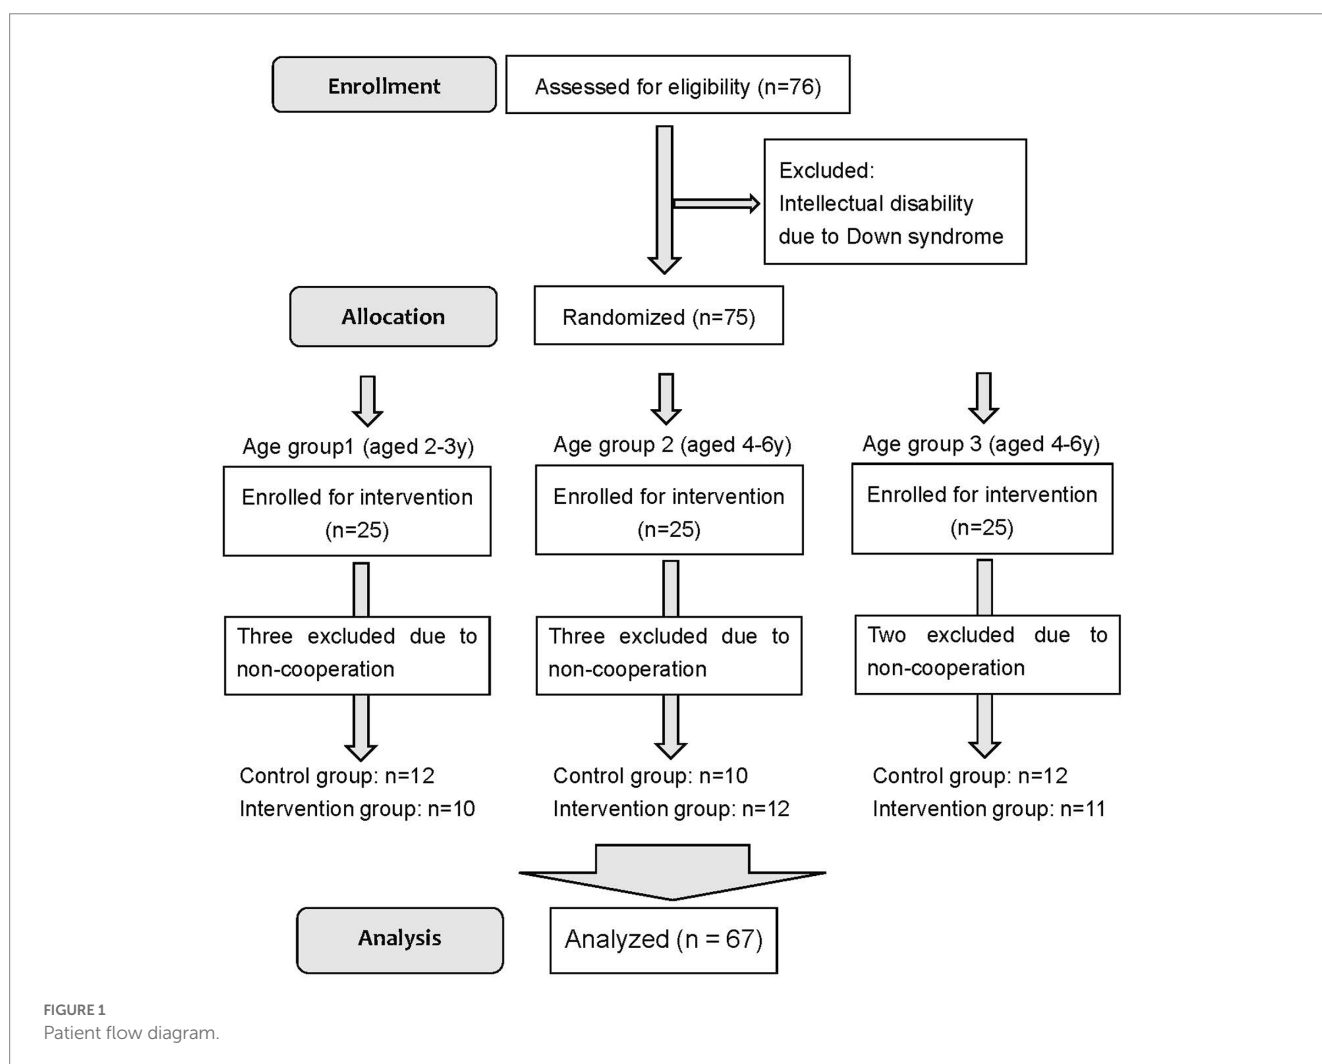 Enrollment
Assessed for eligibility (n=76)
Excluded:
Intellectual disability
due to Down syndrome
Allocation
Randomized (n=75)
Age group1 (aged 2-3y)
Enrolled for intervention
(n=25)
Three excluded due to
non-cooperation
Control group: n=12
Intervention group: n=10
Age group 2 (aged 4-6y)
Enrolled for intervention
(n=25)
Three excluded due to
non-cooperation
Control group: n=10
Intervention group: n=12
Age group 3 (aged 4-6y)
Enrolled for intervention
(n=25)
Two excluded due to
non-cooperation
Control group: n=12
Intervention group: n=11
Analysis
Analyzed (n = 67)
FIGURE 1
Patient flow diagram.